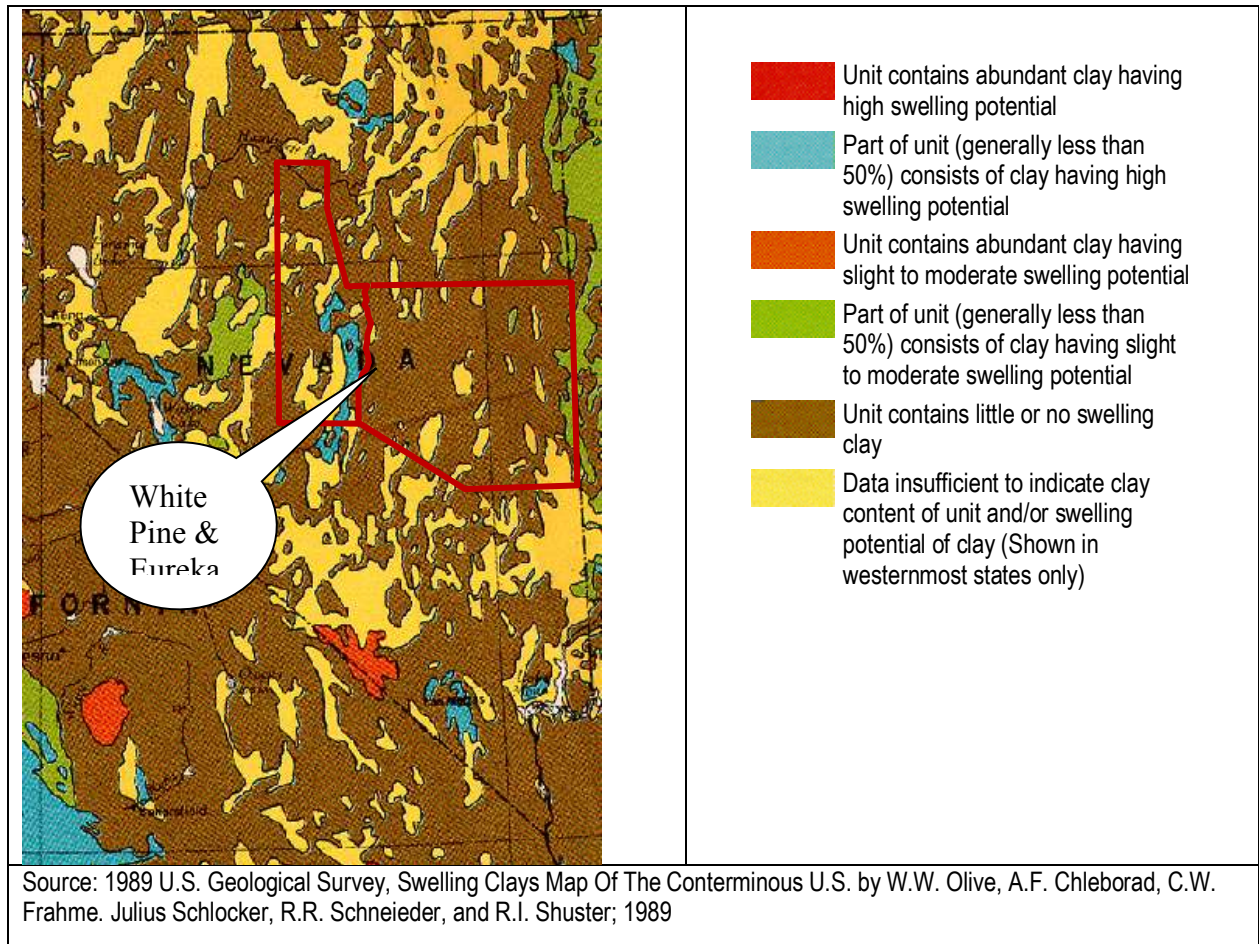 NEVADA
White
Pine &
Eureka
FORNIA
Unit contains abundant clay having
high swelling potential
Part of unit (generally less than
50%) consists of clay having high
swelling potential
Unit contains abundant clay having
slight to moderate swelling potential
Part of unit (generally less than
50%) consists of clay having slight
to moderate swelling potential
Unit contains little or no swelling
clay
Data insufficient to indicate clay
content of unit and/or swelling
potential of clay (Shown in
westernmost states only)
Source: 1989 U.S. Geological Survey, Swelling Clays Map Of The Conterminous U.S. by W.W. Olive, A.F. Chleborad, C.W.
Frahme. Julius Schlocker, R.R. Schneieder, and R.I. Shuster; 1989